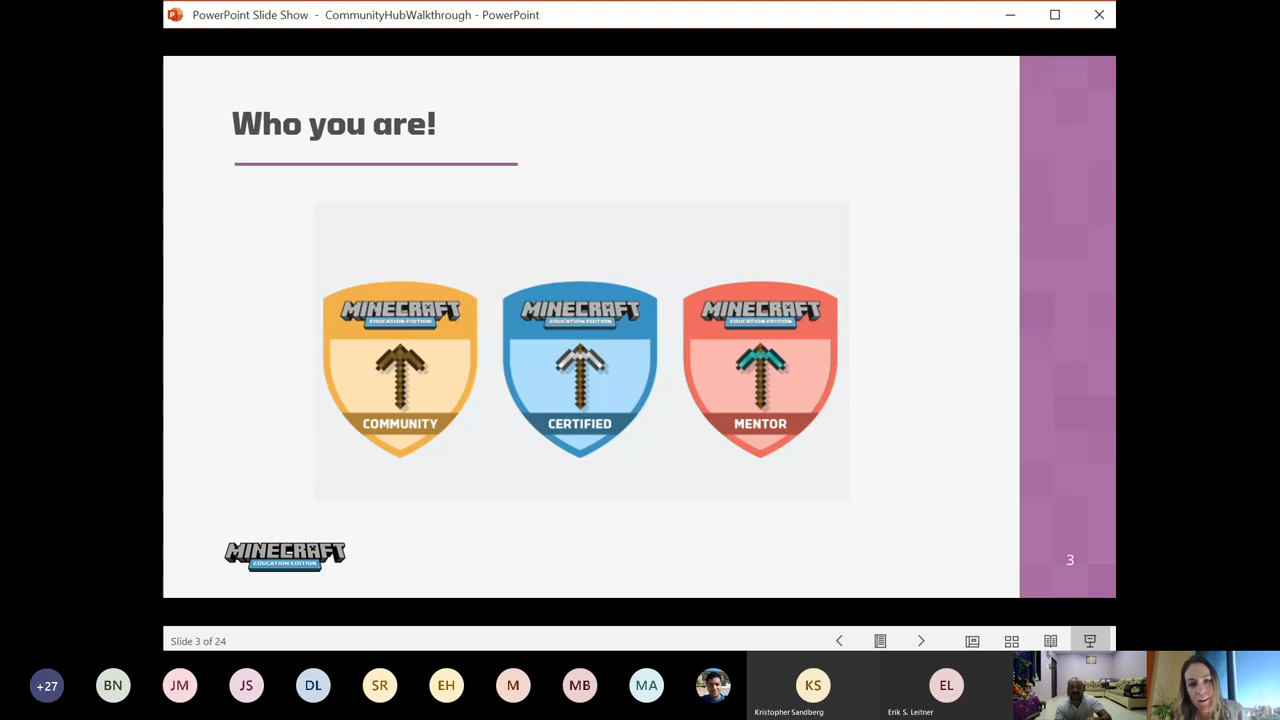 PowerPoint Slide Show - CommunityHubWalkthrough - PowerPoint
Who you are!
MINECRAFT MINECRAFT MINECRAFT
EDUCATION EDITION EDUCATION EDITION EDUCATION EDITION
COMMUNITY CERTIFIED MENTOR
MINECRAFT
EDUCATION EDITION
3
Slide 3 of 24
+27 BN JM JS DL SR EH M MB MA KS EL
Kristopher Sandberg Erik S. Leitner